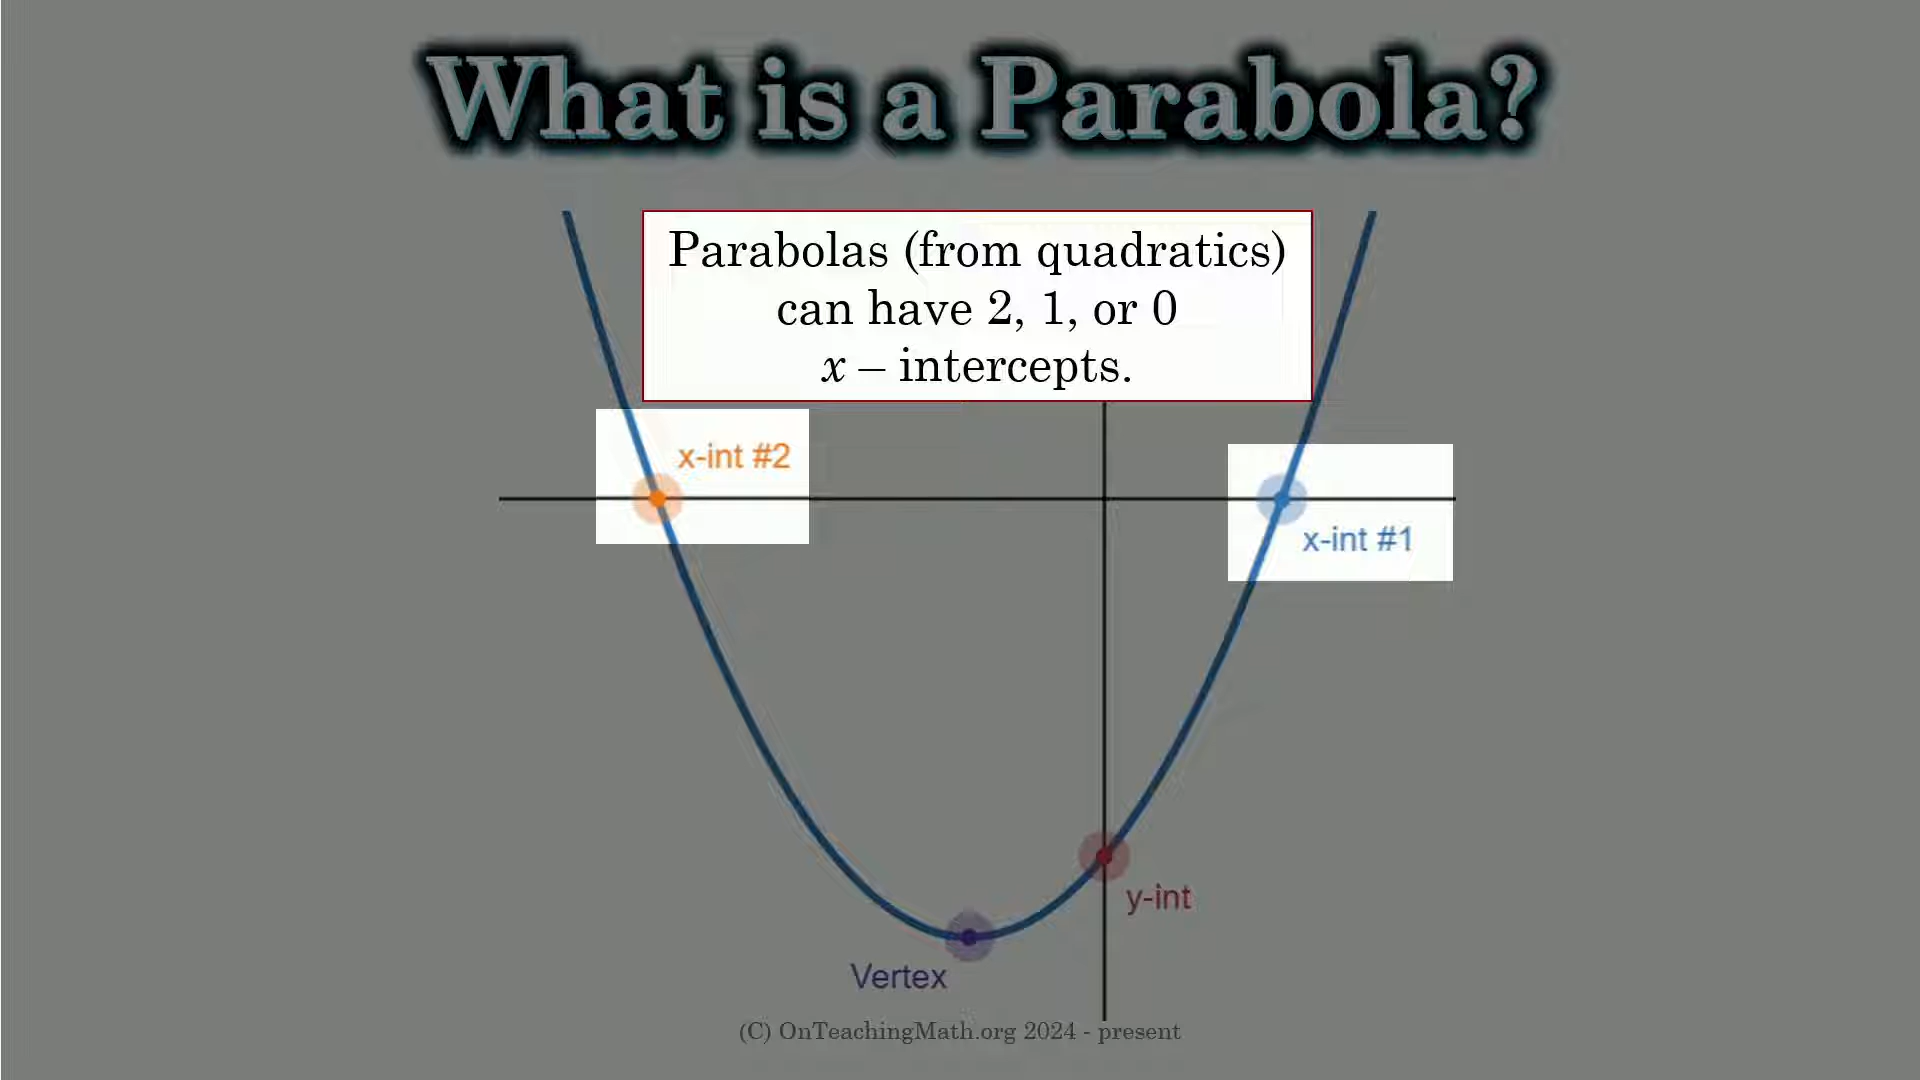 What is a Parabola?
Parabolas (from quadratics)
can have 2, 1, or 0
x – intercepts.
x-int #2
x-int #1
y-int
Vertex
(C) OnTeachingMath.org 2024 - present